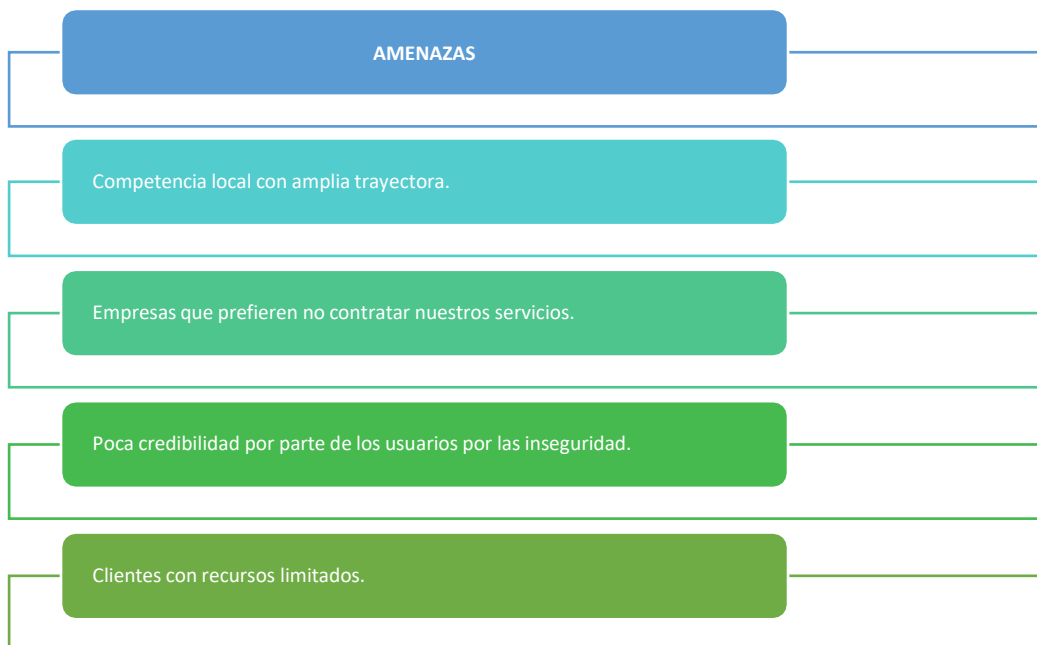 AMENAZAS
Competencia local con amplia trayectora.
Empresas que prefieren no contratar nuestros servicios.
Poca credibilidad por parte de los usuarios por las inseguridad.
Clientes con recursos limitados.